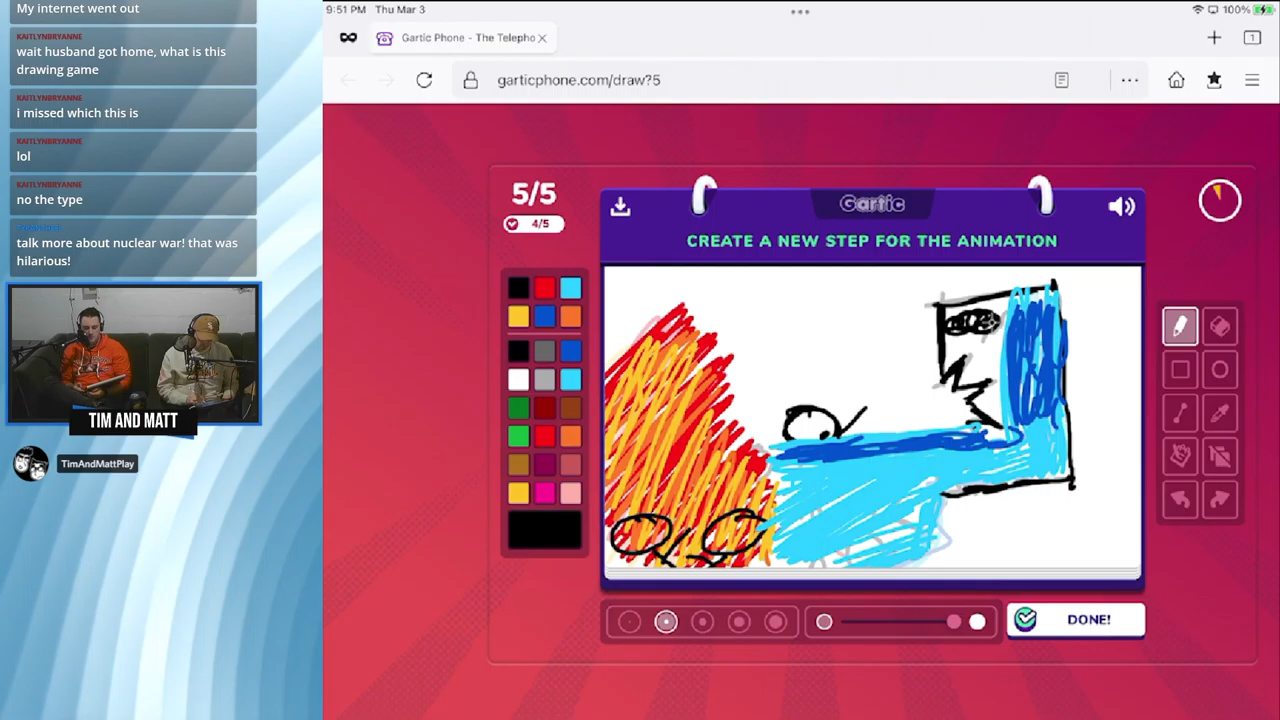 My internet went out
KAITLYNBRYANNE
wait husband got home, what is this
drawing game
KAITLYNBRYANNE
i missed which this is
KAITLYNBRYANNE
lol
KAITLYNBRYANNE
no the type
talk more about nuclear war! that was
hilarious!
TIM AND MATT
TimAndMattPlay
9:51 PM Thu Mar 3
100%
Gartic Phone - The Telepho
1
garticphone.com/draw?5
5/5
4/5
Gartic
CREATE A NEW STEP FOR THE ANIMATION
DONE!